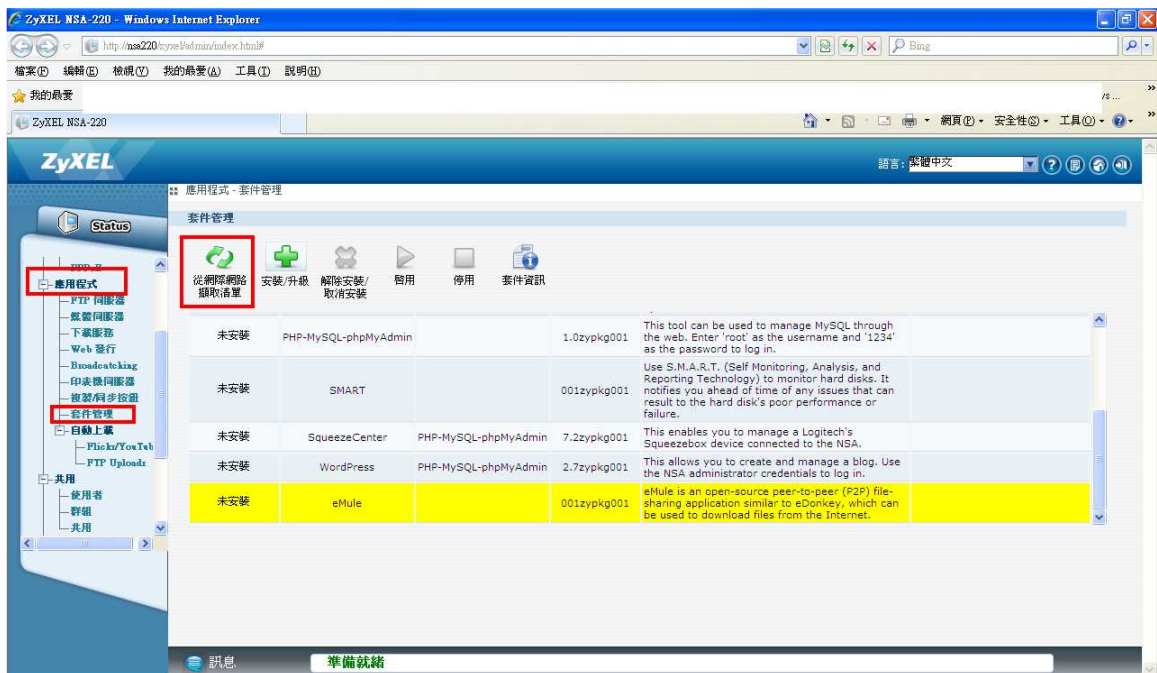 ZyXEL NSA-220 - Windows Internet Explorer
http://nsa220/zyxel/admin/index.html#
Bing
檔案(F) 編輯(E) 檢視(V) 我的最愛(A) 工具(T) 說明(H)
我的最愛
ZyXEL NSA-220
網頁(P) 安全性(S) 工具(O)
ZyXEL
語言: 繁體中文
應用程式 - 套件管理
Status
套件管理
從網際網路
擷取清單
安裝/升級
解除安裝/
取消安裝
啓用
停用
套件資訊
PPPoE
應用程式
FTP 伺服器
媒體伺服器
下載服務
Web 發行
Broadcatching
印表機伺服器
複製/同步按鈕
套件管理
自動上載
Flickr/YouTub
FTP Uploadr
共用
使用者
群組
共用
未安裝 PHP-MySQL-phpMyAdmin 1.0zypkg001 This tool can be used to manage MySQL through
the web. Enter 'root' as the username and '1234'
as the password to log in.
未安裝 SMART 001zypkg001 Use S.M.A.R.T. (Self Monitoring, Analysis, and
Reporting Technology) to monitor hard disks. It
notifies you ahead of time of any issues that can
result to the hard disk's poor performance or
failure.
未安裝 SqueezeCenter PHP-MySQL-phpMyAdmin 7.2zypkg001 This enables you to manage a Logitech's
Squeezebox device connected to the NSA.
未安裝 WordPress PHP-MySQL-phpMyAdmin 2.7zypkg001 This allows you to create and manage a blog. Use
the NSA administrator credentials to log in.
未安裝 eMule 001zypkg001 eMule is an open-source peer-to-peer (P2P) file-
sharing application similar to eDonkey, which can
be used to download files from the Internet.
訊息 準備就緒